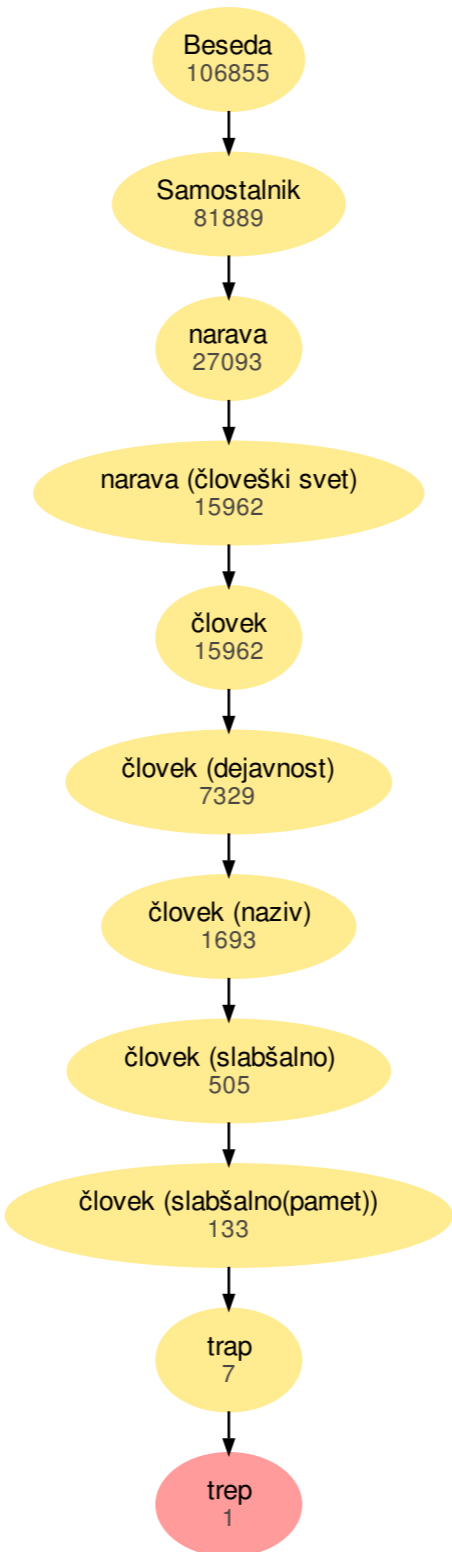 Beseda
106855
Samostalnik
81889
narava
27093
narava (človeški svet)
15962
človek
15962
človek (dejavnost)
7329
človek (naziv)
1693
človek (slabšalno)
505
človek (slabšalno(pamet))
133
trap
7
trep
1